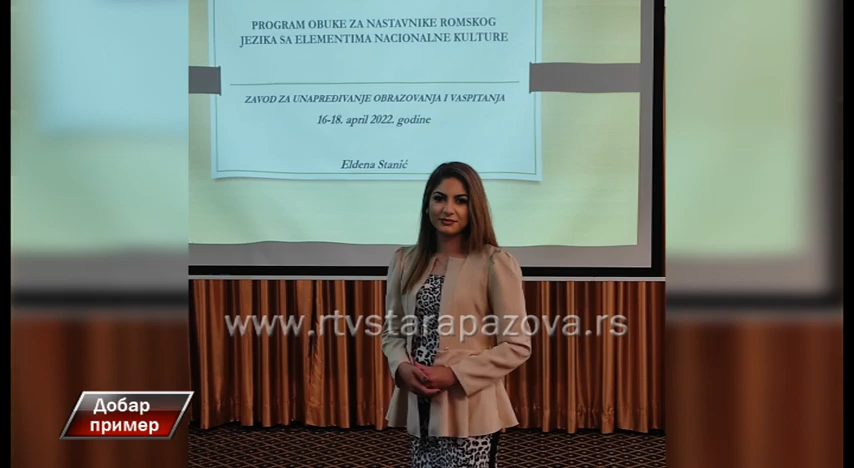 PROGRAM OBUKE ZA NASTAVNIKE ROMSKOG
JEZIKA SA ELEMENTIMA NACIONALNE KULTURE
ZAVOD ZA UNAPREĐIVANJE OBRAZOVANJA I VASPITANJA
16-18. april 2022. godine
Eldena Stanić
www.rtvstarapazova.rs
Добар
пример